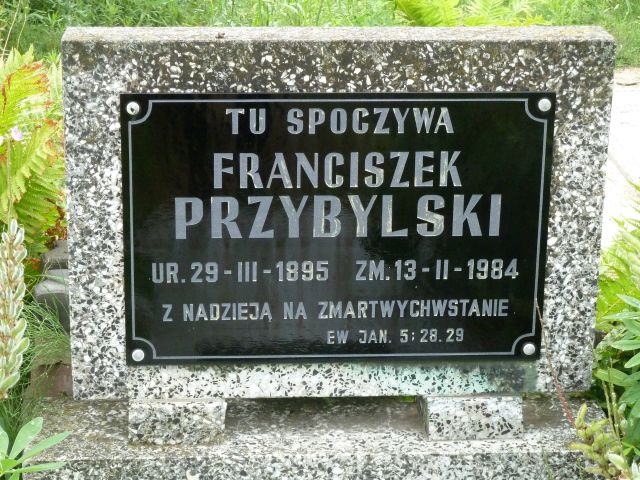 TU SPOCZYWA
FRANCISZEK
PRZYBYLSKI
UR. 29-III-1895 ZM. 13-II-1984
Z NADZIEJĄ NA ZMARTWYCHWSTANIE
EW JAN. 5:28.29